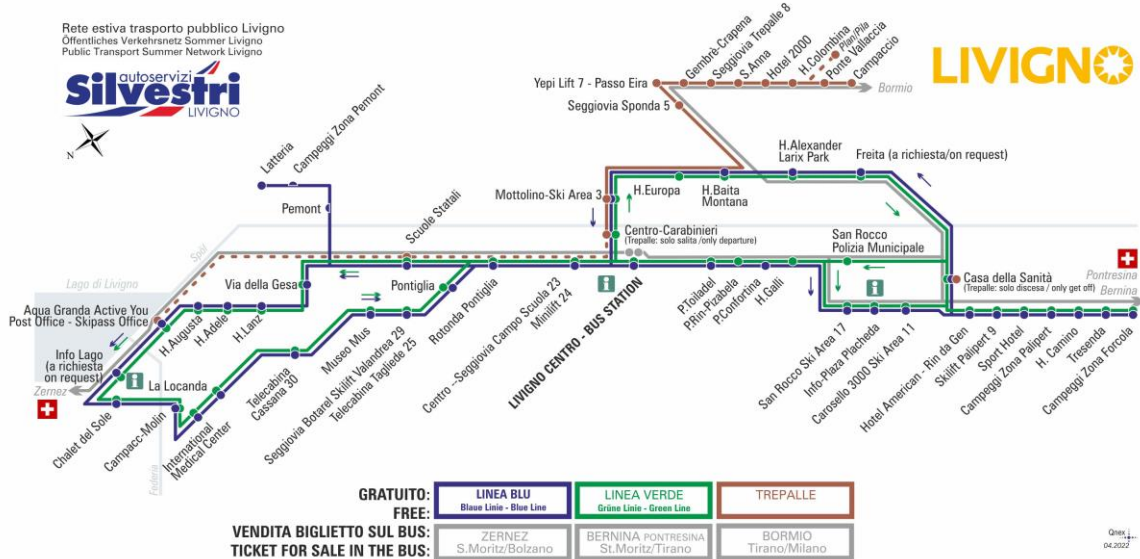 Rete estiva trasporto pubblico Livigno
Öffentliches Verkehrsnetz Sommer Livigno
Public Transport Summer Network Livigno
autoservizi
Silvestri
LIVIGNO
N
LIVIGNO
Gembrè-Crapena
Seggiovia Trepalle 8
S.Anna
Hotel 2000
H.Colombina
Plan/Pila
Ponte Vallaccia
Campaccio
Yepi Lift 7 - Passo Eira
Bormio
Seggiovia Sponda 5
Latteria
Campeggi Zona Pemont
Pemont
Scuole Statali
Mottolino-Ski Area 3
H.Europa
H.Baita
Montana
H.Alexander
Larix Park
Freita (a richiesta/on request)
Centro-Carabinieri
(Trepalle: solo salita/only departure)
San Rocco
Polizia Municipale
Spöl
Lago di Livigno
Via della Gesa
Pontiglia
Casa della Sanità
(Trepalle: solo discesa / only get off)
Pontresina
Bernina
Aqua Granda Active You
Post Office - Skipass Office
H.Augusta
H.Adele
H.Lanz
Info Lago
(a richiesta
on request)
Zernez
La Locanda
Chalet del Sole
Campacc-Molin
Federia
International
Medical Center
Telecabina
Cassana 30
Museo Mus
Seggiovia Botarel Skilift Valandrea 29
Telecabina Tagliede 25
Rotonda Pontiglia
Centro --Seggiovia Campo Scuola 23
Minilift 24
LIVIGNO CENTRO - BUS STATION
P.Toiladel
P.Rin-Pizabela
P.Confortina
H.Galli
San Rocco Ski Area 17
Info-Plaza Placheda
Carosello 3000 Ski Area 11
Hotel American - Rin da Gen
Skilift Palipert 9
Sport Hotel
Campeggi Zona Palipert
H. Camino
Tresenda
Campeggi Zona Forcola
GRATUITO:
FREE:
LINEA BLU
Blaue Linie - Blue Line
LINEA VERDE
Grüne Linie - Green Line
TREPALLE
VENDITA BIGLIETTO SUL BUS:
TICKET FOR SALE IN THE BUS:
ZERNEZ
S.Moritz/Bolzano
BERNINA PONTRESINA
St.Moritz/Tirano
BORMIO
Tirano/Milano
Qnex
04.2022